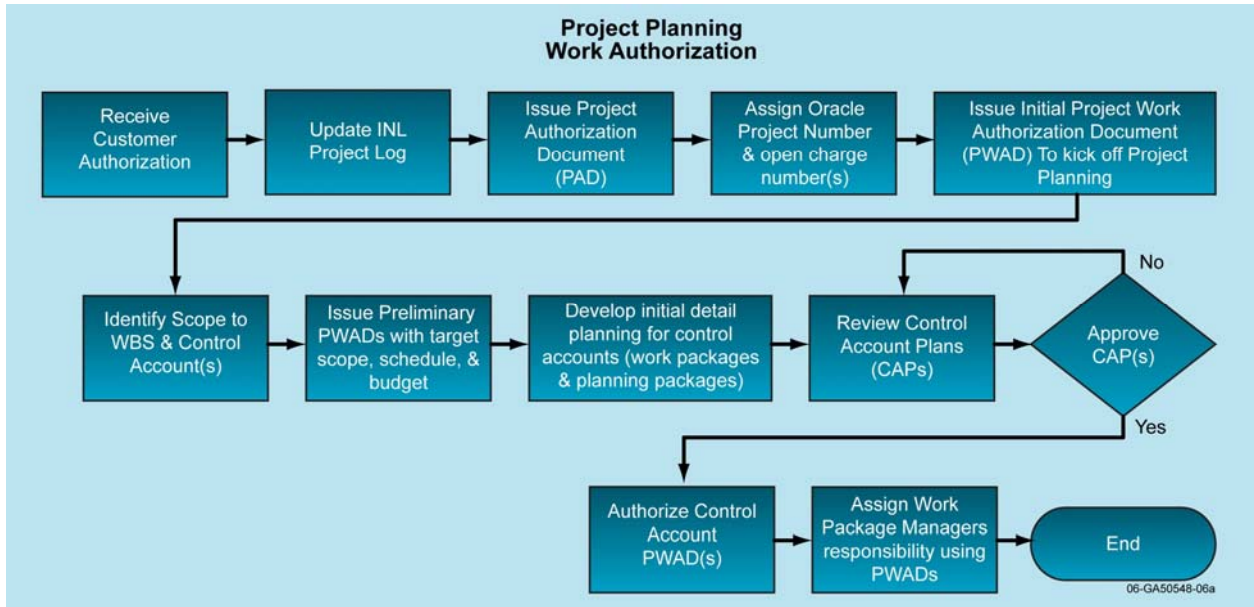 Project Planning
Work Authorization
Receive
Customer
Authorization
Update INL
Project Log
Issue Project
Authorization
Document
(PAD)
Assign Oracle
Project Number
& open charge
number(s)
Issue Initial Project Work
Authorization Document
(PWAD) To kick off Project
Planning
Identify Scope to
WBS & Control
Account(s)
Issue Preliminary
PWADs with target
scope, schedule, &
budget
Develop initial detail
planning for control
accounts (work packages
& planning packages)
Review Control
Account Plans
(CAPs)
No
Approve
CAP(s)
Yes
Authorize Control
Account
PWAD(s)
Assign Work
Package Managers
responsibility using
PWADs
End
06-GA50548-06a